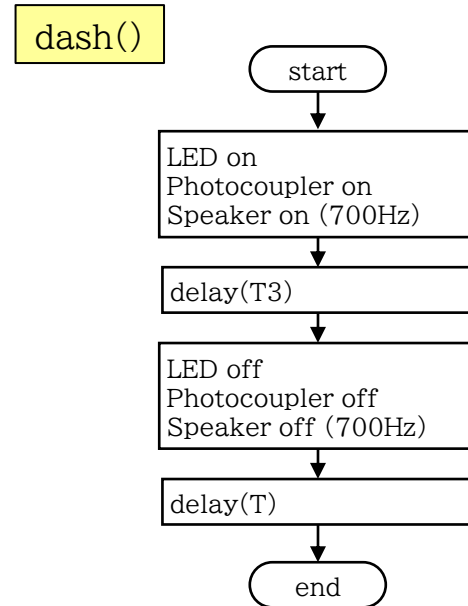 dash()
start
LED on
Photocoupler on
Speaker on (700Hz)
delay(T3)
LED off
Photocoupler off
Speaker off (700Hz)
delay(T)
end